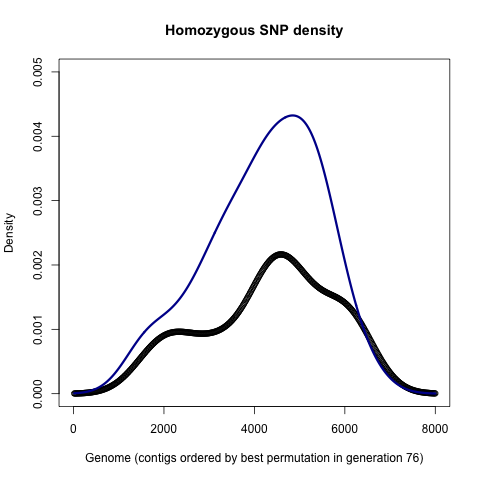 Homozygous SNP density
Density
0.005
0.004
0.003
0.002
0.001
0.000
0 2000 4000 6000 8000
Genome (contigs ordered by best permutation in generation 76)